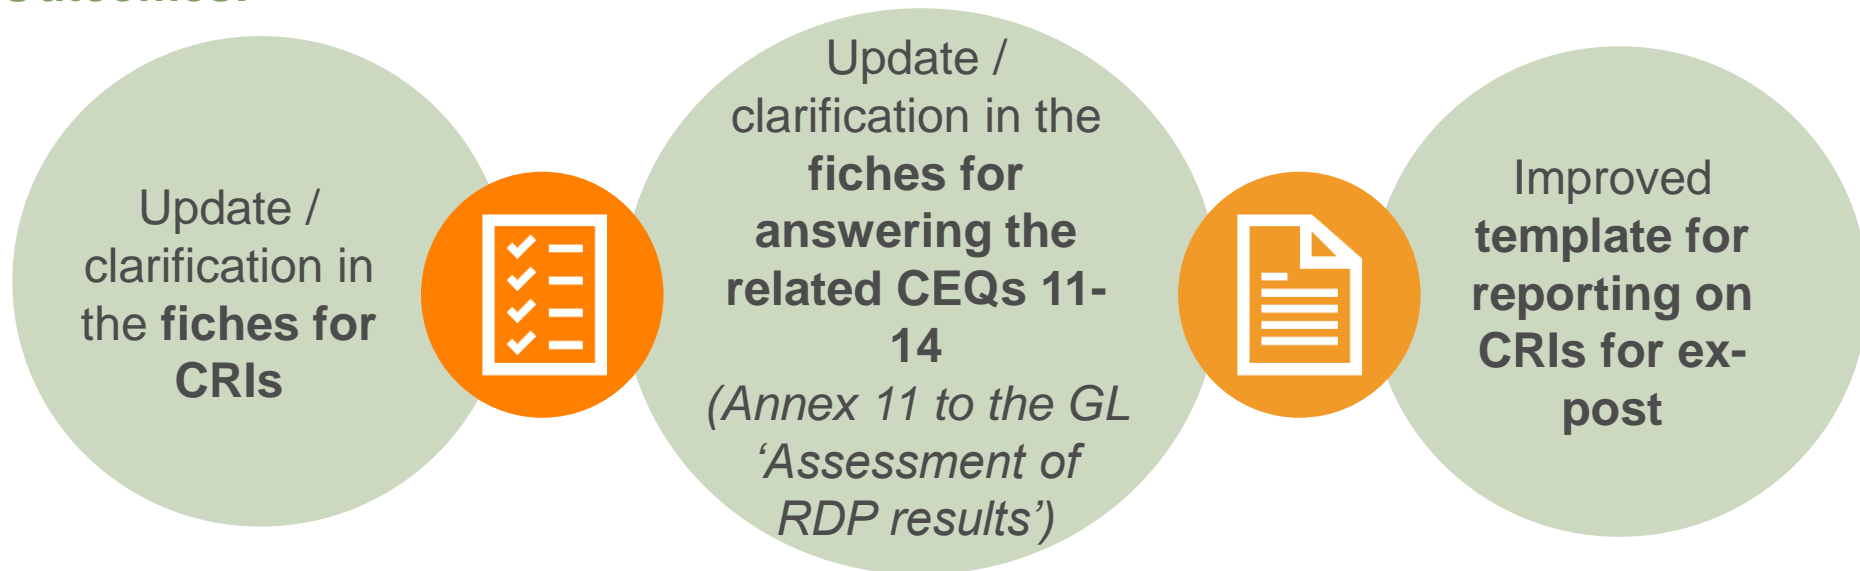 Update /
clarification in
the fiches for
CRIs
Update /
clarification in the
fiches for
answering the
related CEQs 11-
14
(Annex 11 to the GL
‘Assessment of
RDP results’)
Improved
template for
reporting on
CRIs for ex-
post